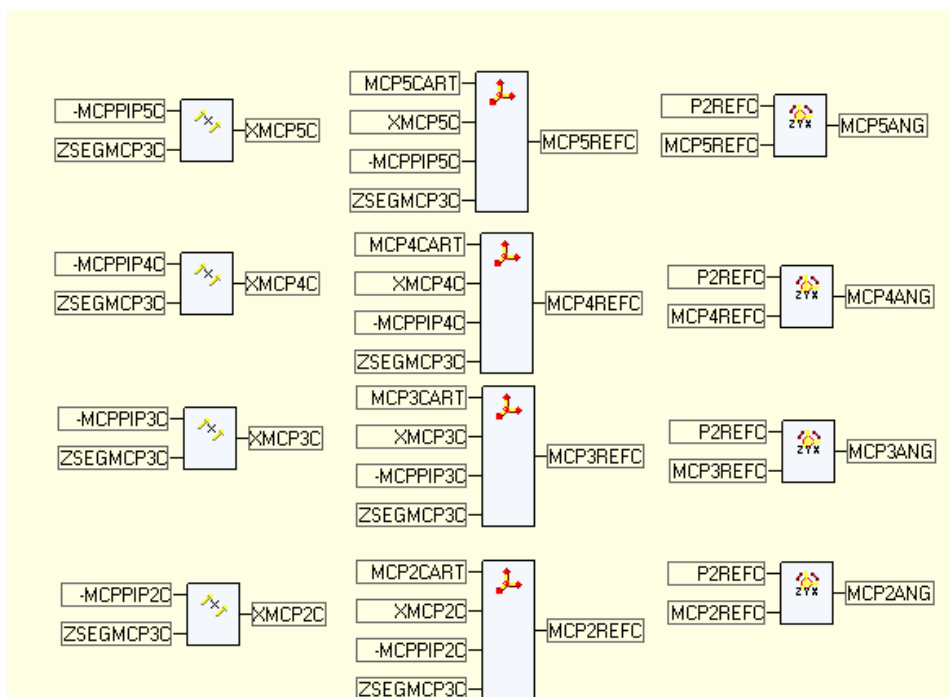 -MCPPIP5C
ZSEGMCP3C
XMCP5C
MCP5CART
XMCP5C
-MCPPIP5C
ZSEGMCP3C
MCP5REFC
P2REFC
MCP5REFC
ZYX
MCP5ANG
-MCPPIP4C
ZSEGMCP3C
XMCP4C
MCP4CART
XMCP4C
-MCPPIP4C
ZSEGMCP3C
MCP4REFC
P2REFC
MCP4REFC
ZYX
MCP4ANG
-MCPPIP3C
ZSEGMCP3C
XMCP3C
MCP3CART
XMCP3C
-MCPPIP3C
ZSEGMCP3C
MCP3REFC
P2REFC
MCP3REFC
ZYX
MCP3ANG
-MCPPIP2C
ZSEGMCP3C
XMCP2C
MCP2CART
XMCP2C
-MCPPIP2C
ZSEGMCP3C
MCP2REFC
P2REFC
MCP2REFC
ZYX
MCP2ANG